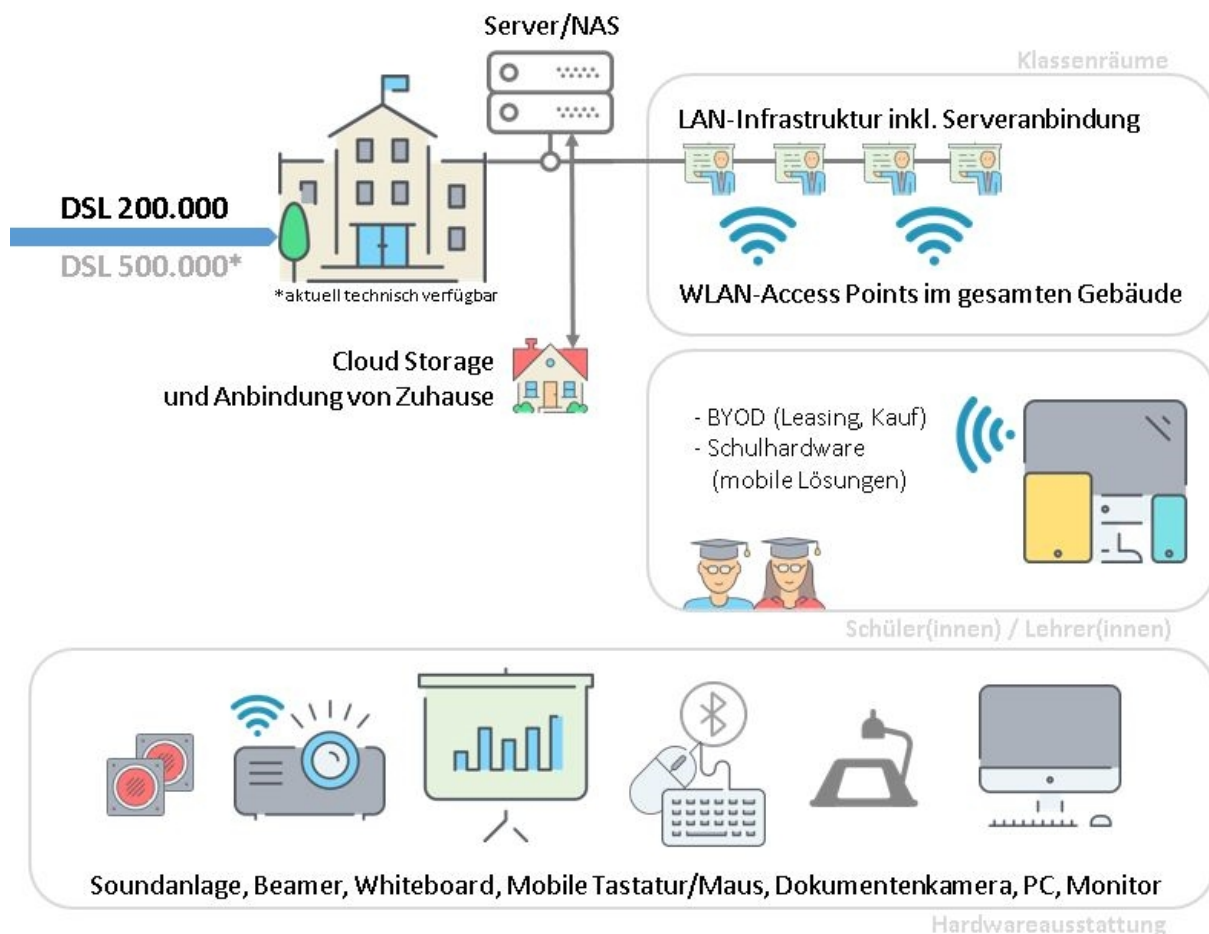 Server/NAS
Klassenräume
LAN-Infrastruktur inkl. Serveranbindung
DSL 200.000
DSL 500.000*
*aktuell technisch verfügbar
WLAN-Access Points im gesamten Gebäude
Cloud Storage
und Anbindung von Zuhause
- BYOD (Leasing, Kauf)
- Schulhardware
(mobile Lösungen)
Schüler(innen) / Lehrer(innen)
Soundanlage, Beamer, Whiteboard, Mobile Tastatur/Maus, Dokumentenkamera, PC, Monitor
Hardwareausstattung